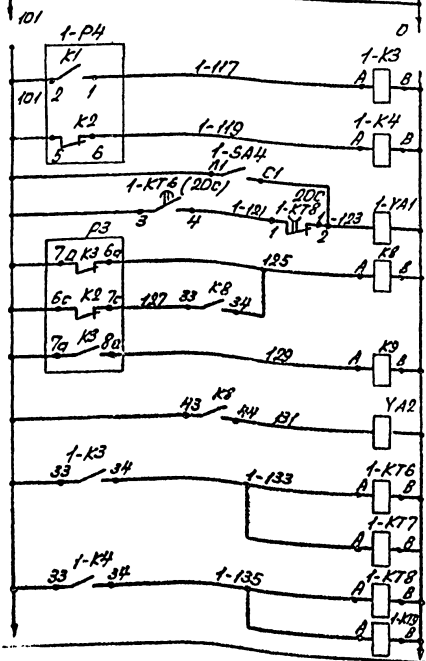 101 0
1-P4
K1 1-117 1-K3
101 2 1 A B
K2 1-119 1-K4
5 6 A B
1-SA4
Л1 C1
1-KT6 (20c) 20C
1-121 1-KT8 1-123 1-YA1
3 4 1 2
P3
7д K3 6д 125 K8
A B
6c K2 7c 127 33 K8 34
7a K3 8a 129 K9
A B
43 K8 44 131 YA2
1-K3
33 34 1-133 1-KT6
A B
1-KT7
A B
1-K4
33 34 1-135 1-KT8
A B
1-KT9
A B